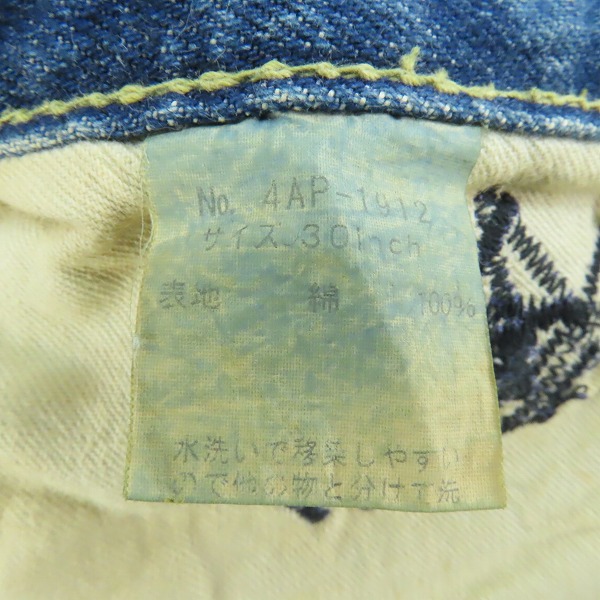 No. 4AP-1912
サイズ 30inch
表地 綿 100%
水洗いで移染しやすい
ので他の物と分けて洗